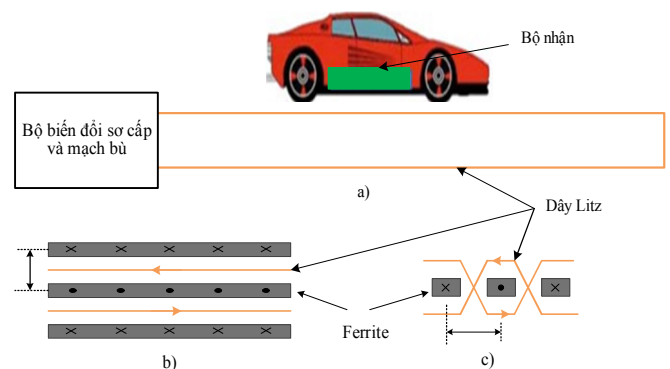 Bộ nhận
Bộ biến đổi sơ cấp
và mạch bù
a)
Dây Litz
Ferrite
b)
c)